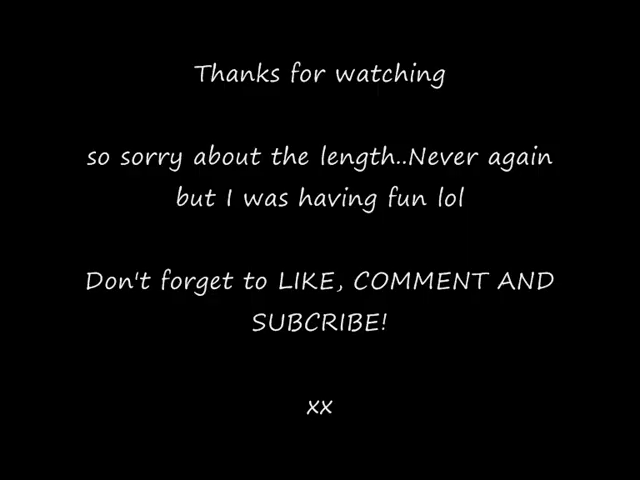 Thanks for watching
so sorry about the length..Never again
but I was having fun lol
Don't forget to LIKE, COMMENT AND
SUBCRIBE!
xx